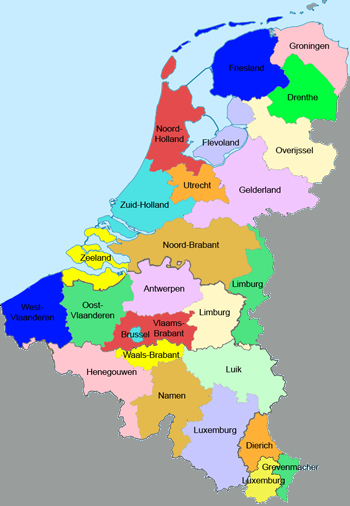 Groningen
Friesland
Drenthe
Noord-
Holland
Flevoland
Overijssel
Utrecht
Gelderland
Zuid-Holland
Noord-Brabant
Zeeland
Limburg
Antwerpen
West-
Vlaanderen
Oost-
Vlaanderen
Limburg
Vlaams-
Brabant
Brussel
Waals-Brabant
Henegouwen
Luik
Namen
Luxemburg
Dierich
Grevenmacher
Luxemburg